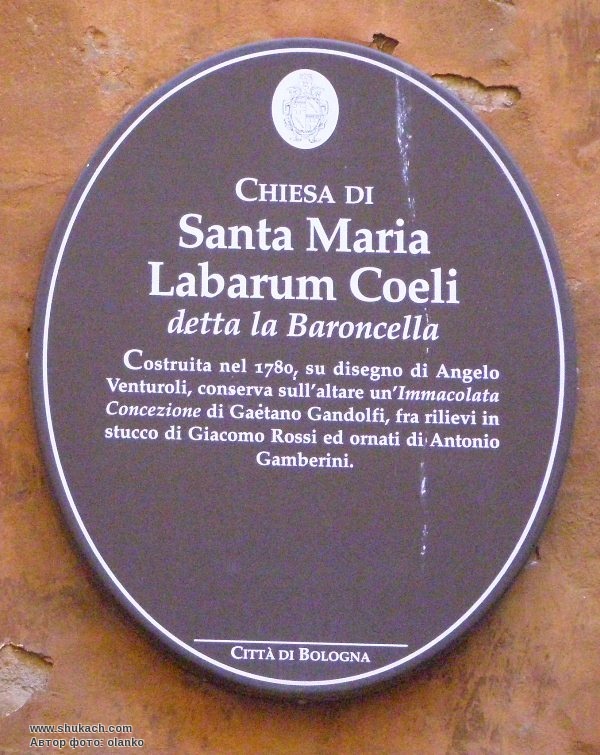 CHIESA DI
Santa Maria
Labarum Coeli
detta la Baroncella
Costruita nel 1780, su disegno di Angelo
Venturoli, conserva sull'altare un'Immacolata
Concezione di Gaetano Gandolfi, fra rilievi in
stucco di Giacomo Rossi ed ornati di Antonio
Gamberini.
CITTÀ DI BOLOGNA
www.shukach.com
Автор фото: olanko